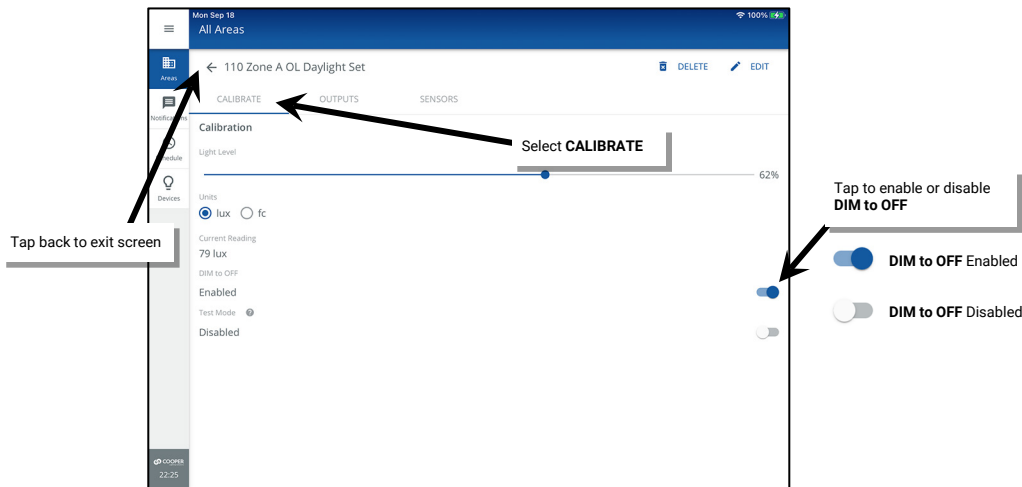 Mon Sep 18
100%
All Areas
Areas
110 Zone A OL Daylight Set
DELETE
EDIT
CALIBRATE
OUTPUTS
SENSORS
Calibration
Select CALIBRATE
Light Level
62%
Devices
Units
lux
fc
Tap to enable or disable
DIM to OFF
Tap back to exit screen
Current Reading
79 lux
DIM to OFF
Enabled
DIM to OFF Enabled
Test Mode
Disabled
DIM to OFF Disabled
COOPER
22:25